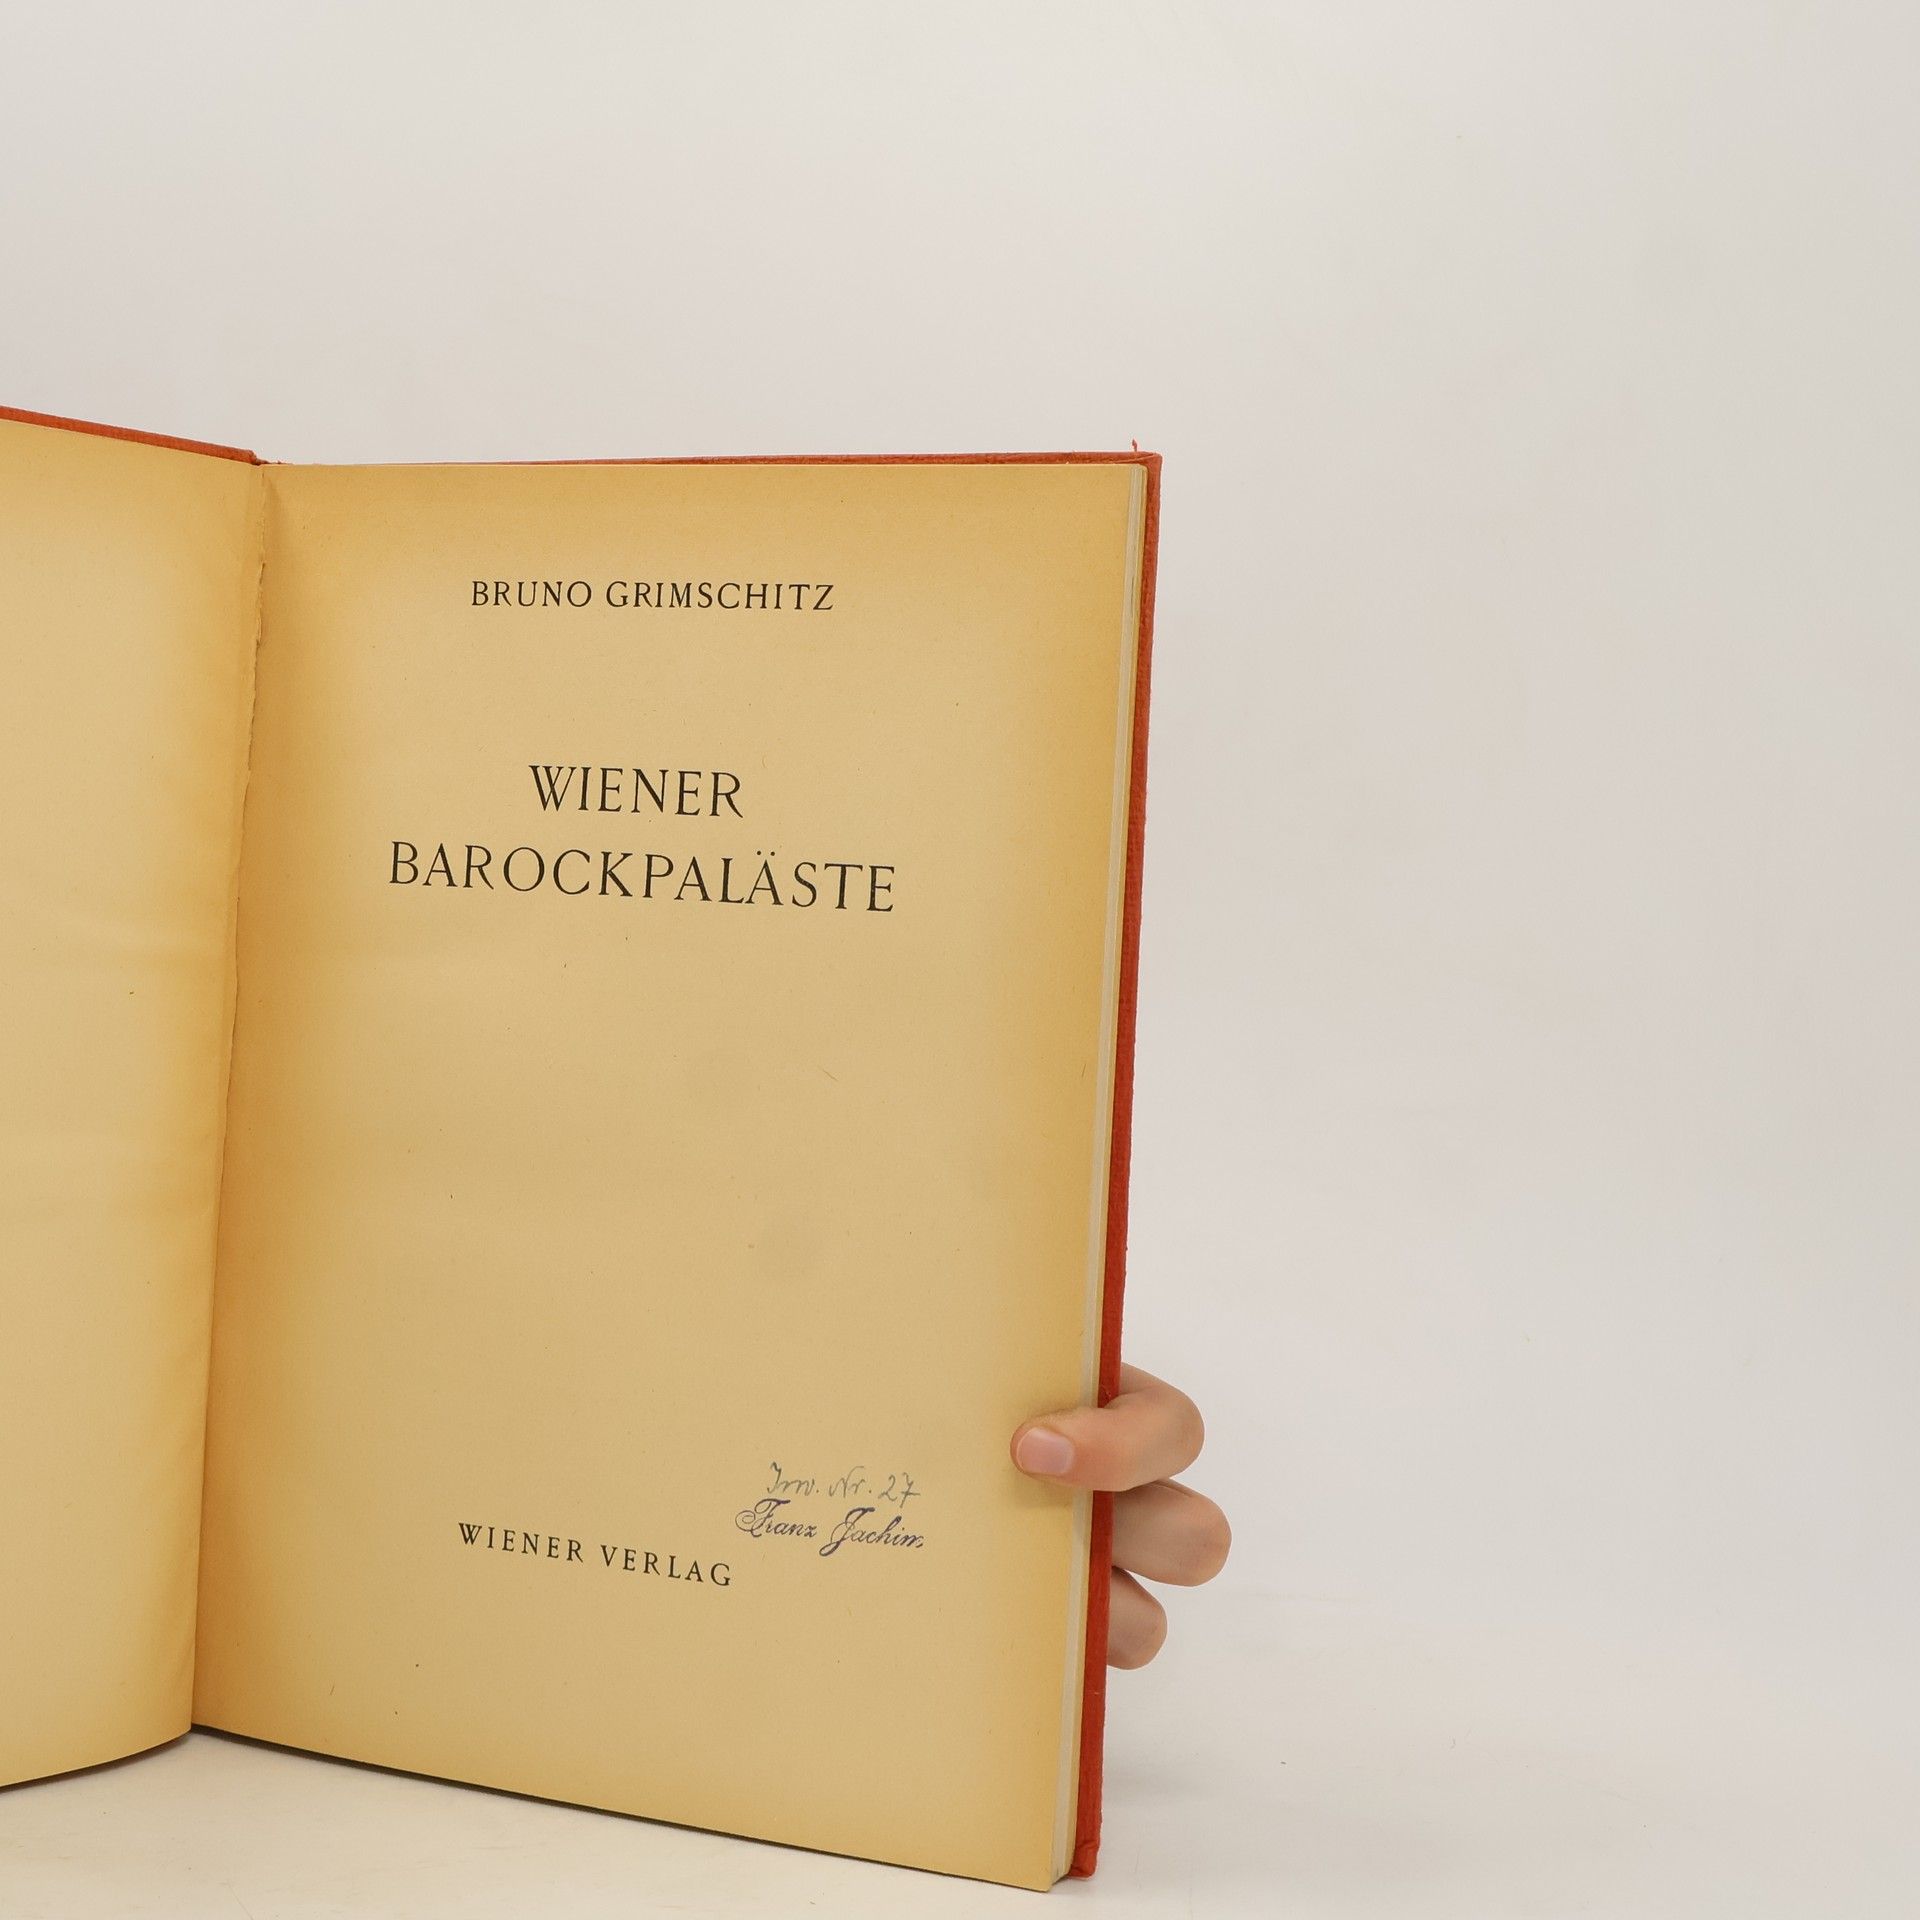 BRUNO GRIMSCHITZ
WIENER
BAROCKPALÄSTE
Inv. Nr. 27
Franz Jachim
WIENER VERLAG